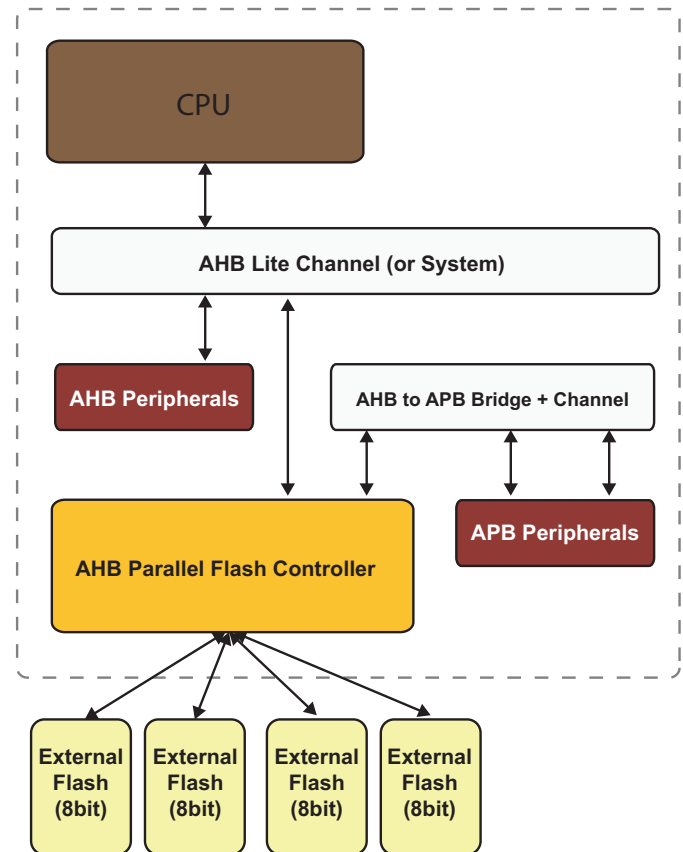 CPU
AHB Lite Channel (or System)
AHB Peripherals
AHB to APB Bridge + Channel
AHB Parallel Flash Controller
APB Peripherals
External
Flash
(8bit)
External
Flash
(8bit)
External
Flash
(8bit)
External
Flash
(8bit)